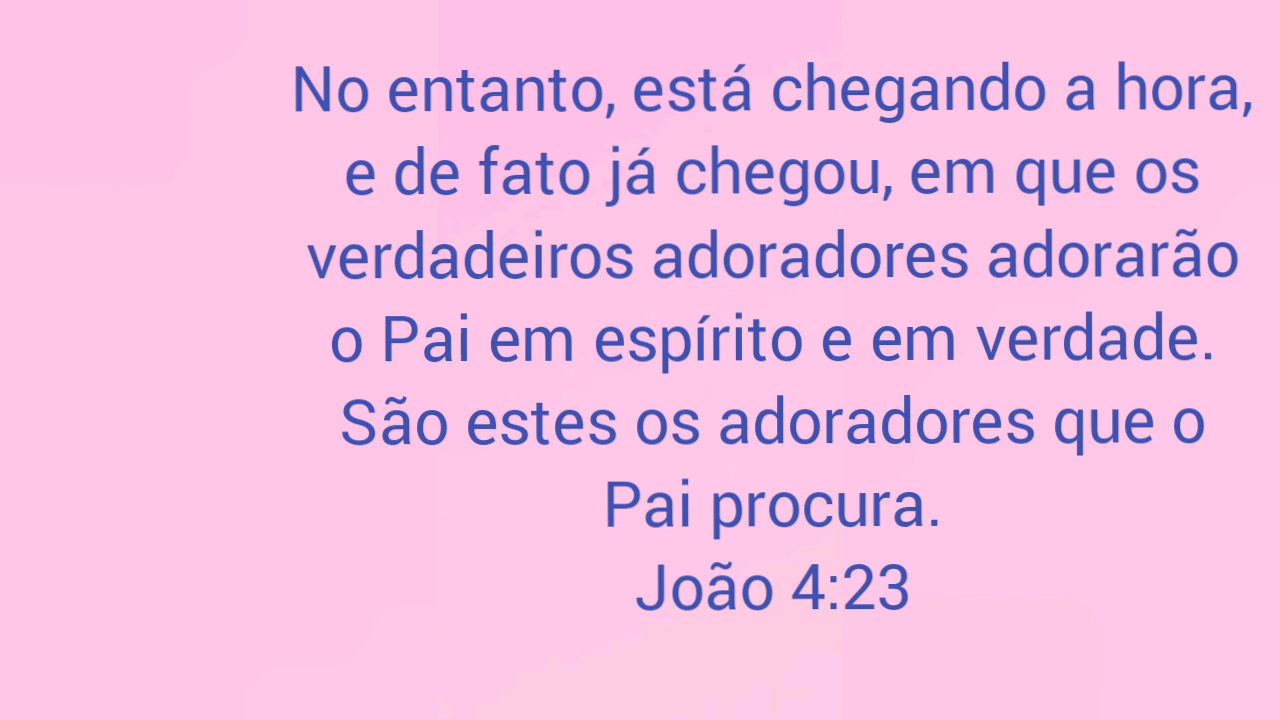 No entanto, está chegando a hora,
e de fato já chegou, em que os
verdadeiros adoradores adorarão
o Pai em espírito e em verdade.
São estes os adoradores que o
Pai procura.
João 4:23